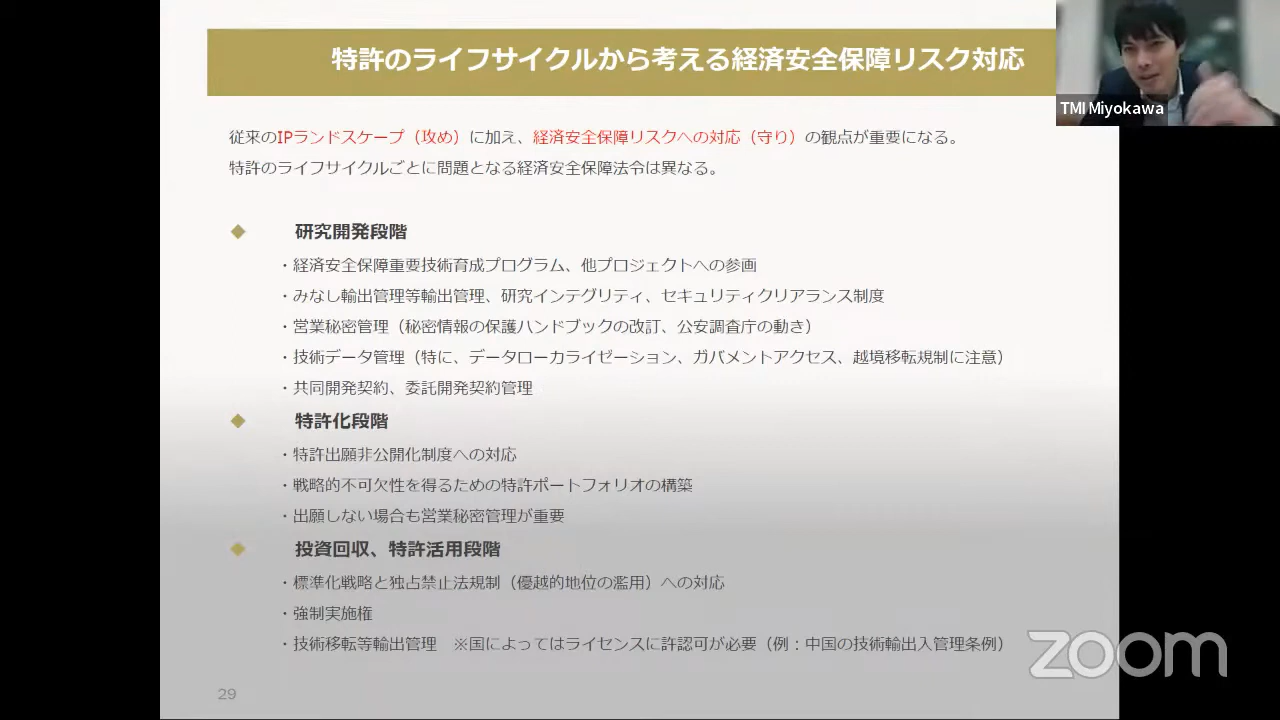 特許のライフサイクルから考える経済安全保障リスク対応
TMI Miyokawa
従来のIPランドスケープ（攻め）に加え、経済安全保障リスクへの対応（守り）の観点が重要になる。
特許のライフサイクルごとに問題となる経済安全保障法令は異なる。
◆ 研究開発段階
・経済安全保障重要技術育成プログラム、他プロジェクトへの参画
・みなし輸出管理等輸出管理、研究インテグリティ、セキュリティクリアランス制度
・営業秘密管理（秘密情報の保護ハンドブックの改訂、公安調査庁の動き）
・技術データ管理（特に、データローカライゼーション、ガバメントアクセス、越境移転規制に注意）
・共同開発契約、委託開発契約管理
◆ 特許化段階
・特許出願非公開化制度への対応
・戦略的不可欠性を得るための特許ポートフォリオの構築
・出願しない場合も営業秘密管理が重要
◆ 投資回収、特許活用段階
・標準化戦略と独占禁止法規制（優越的地位の濫用）への対応
・強制実施権
・技術移転等輸出管理　※国によってはライセンスに許認可が必要（例：中国の技術輸出入管理条例）
zoom
29